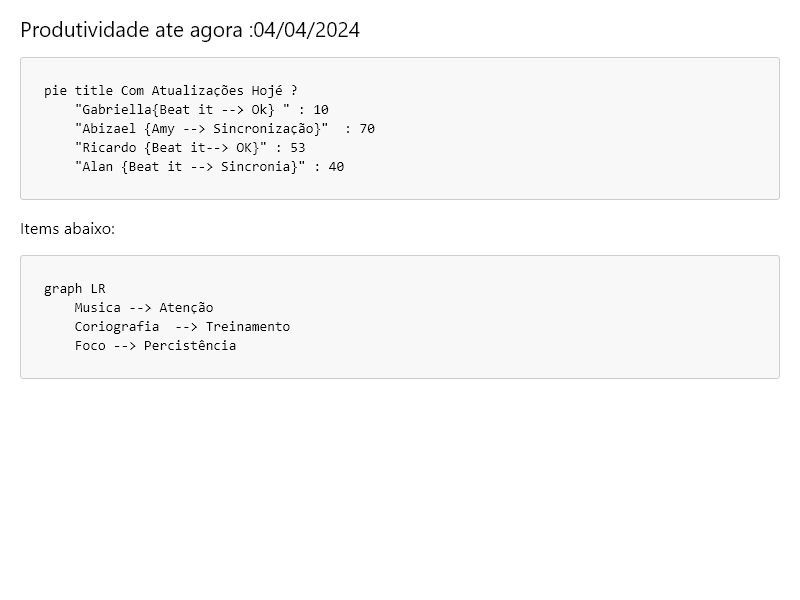 Produtividade ate agora :04/04/2024
pie title Com Atualizações Hojé ?
"Gabriella{Beat it --> Ok} " : 10
"Abizael {Amy --> Sincronização}"  : 70
"Ricardo {Beat it--> OK}" : 53
"Alan {Beat it --> Sincronia}" : 40
Items abaixo:
graph LR
Musica --> Atenção
Coriografia  --> Treinamento
Foco --> Percistência